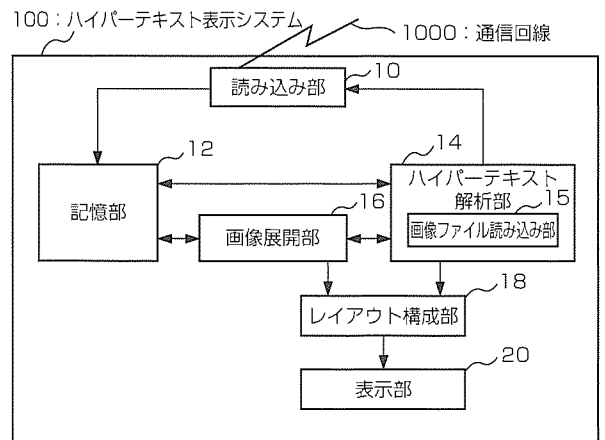 100：ハイパーテキスト表示システム
1000：通信回線
10
読み込み部
12
記憶部
14
ハイパーテキスト
解析部
15
画像ファイル読み込み部
16
画像展開部
18
レイアウト構成部
20
表示部